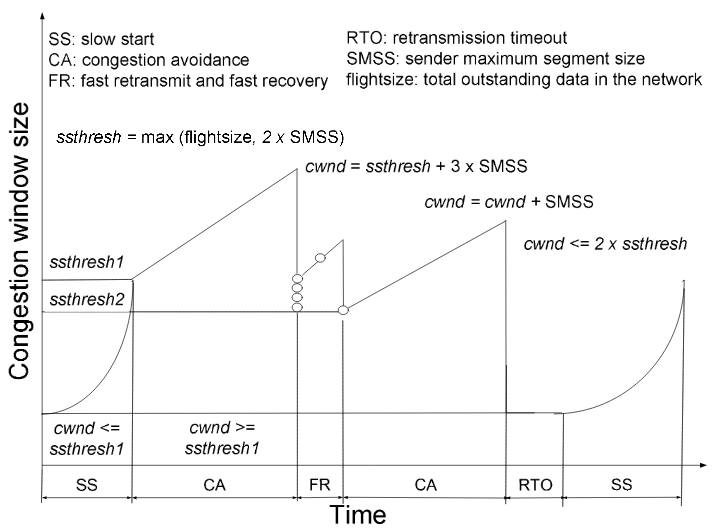 SS: slow start
CA: congestion avoidance
FR: fast retransmit and fast recovery
RTO: retransmission timeout
SMSS: sender maximum segment size
flightsize: total outstanding data in the network
ssthresh = max (flightsize, 2 x SMSS)
cwnd = ssthresh + 3 x SMSS
cwnd = cwnd + SMSS
cwnd <= 2 x ssthresh
Congestion window size
ssthresh1
ssthresh2
cwnd <=
ssthresh1
cwnd >=
ssthresh1
SS
CA
FR
CA
RTO
SS
Time